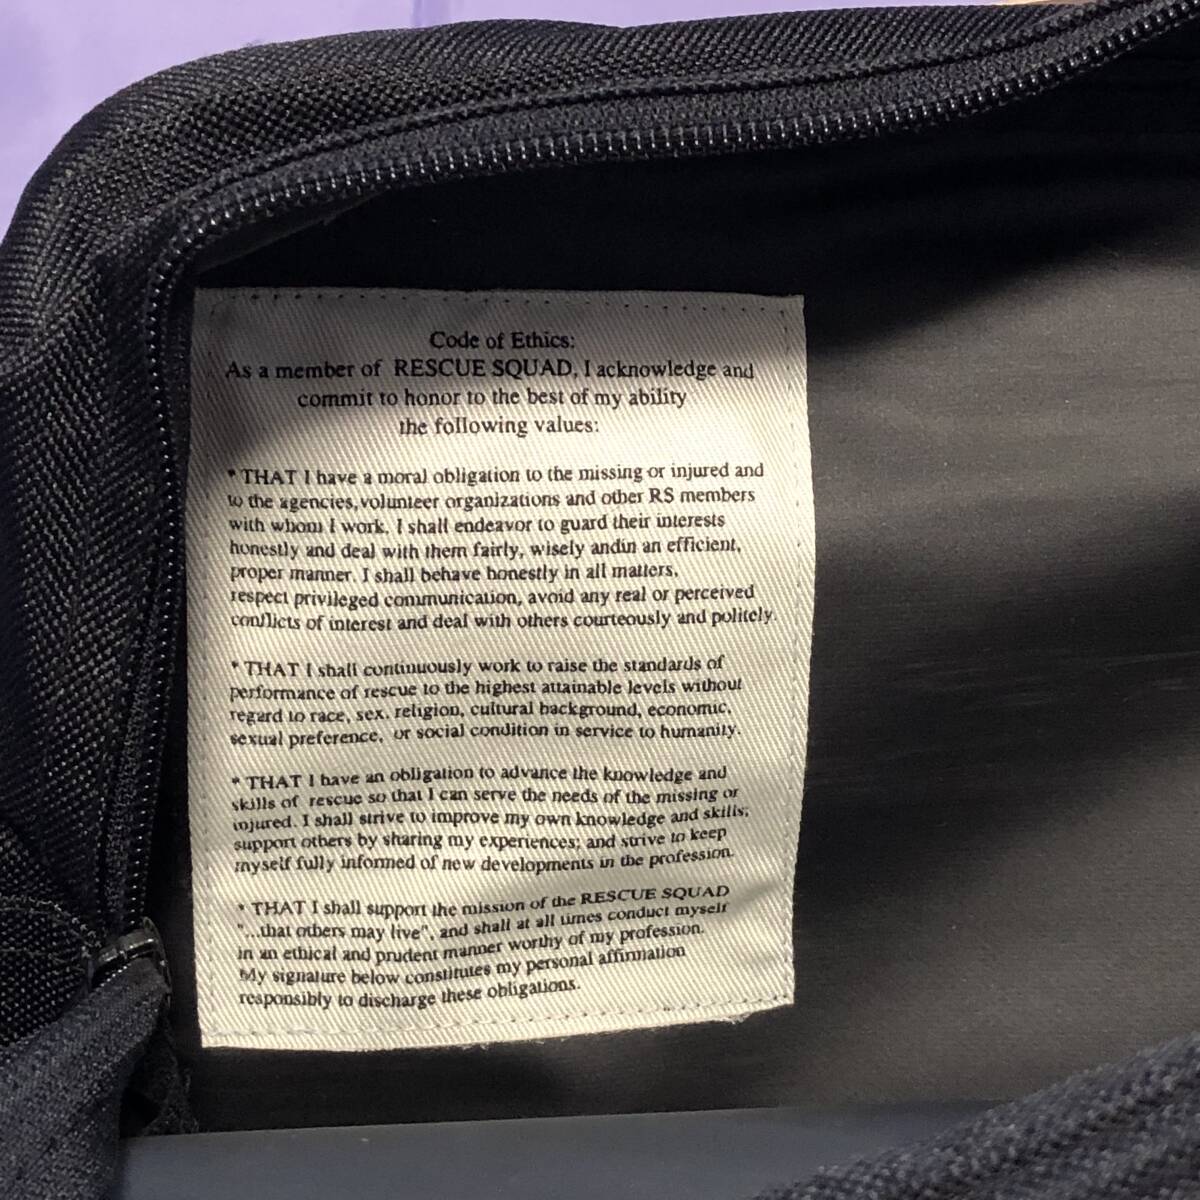 Code of Ethics:
As a member of RESCUE SQUAD, I acknowledge and
commit to honor to the best of my ability
the following values:
* THAT I have a moral obligation to the missing or injured and
to the agencies,volunteer organizations and other RS members
with whom I work. I shall endeavor to guard their interests
honestly and deal with them fairly, wisely andin an efficient,
proper manner. I shall behave honestly in all matters,
respect privileged communication, avoid any real or perceived
conflicts of interest and deal with others courteously and politely.
* THAT I shall continuously work to raise the standards of
performance of rescue to the highest attainable levels without
regard to race, sex, religion, cultural background, economic,
sexual preference, or social condition in service to humanity.
* THAT I have an obligation to advance the knowledge and
skills of rescue so that I can serve the needs of the missing or
injured. I shall strive to improve my own knowledge and skills;
support others by sharing my experiences; and strive to keep
myself fully informed of new developments in the profession.
* THAT I shall support the mission of the RESCUE SQUAD
"...that others may live", and shall at all times conduct myself
in an ethical and prudent manner worthy of my profession.
My signature below constitutes my personal affirmation
responsibly to discharge these obligations.